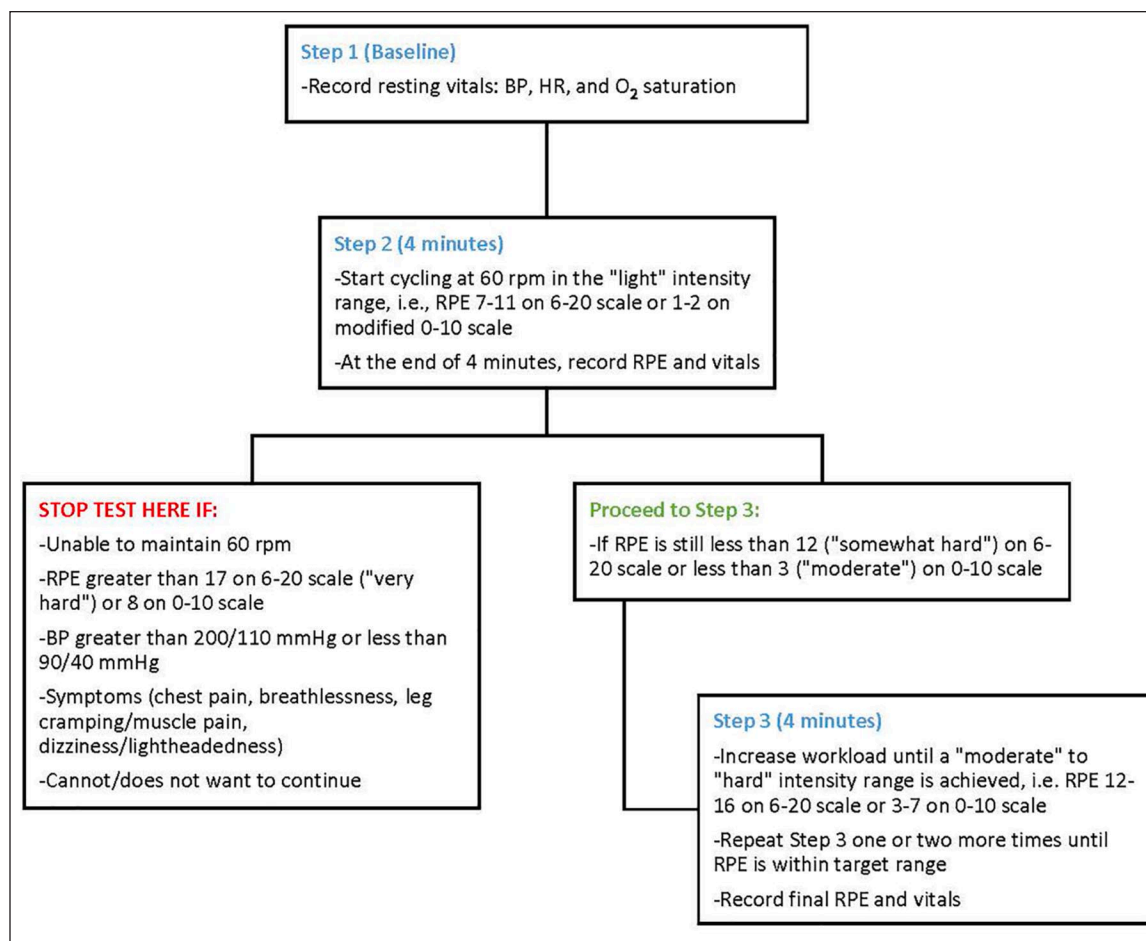 Step 1 (Baseline)
-Record resting vitals: BP, HR, and O₂ saturation
Step 2 (4 minutes)
-Start cycling at 60 rpm in the "light" intensity
range, i.e., RPE 7-11 on 6-20 scale or 1-2 on
modified 0-10 scale
-At the end of 4 minutes, record RPE and vitals
STOP TEST HERE IF:
-Unable to maintain 60 rpm
-RPE greater than 17 on 6-20 scale ("very
hard") or 8 on 0-10 scale
-BP greater than 200/110 mmHg or less than
90/40 mmHg
-Symptoms (chest pain, breathlessness, leg
cramping/muscle pain,
dizziness/lightheadedness)
-Cannot/does not want to continue
Proceed to Step 3:
-If RPE is still less than 12 ("somewhat hard") on 6-
20 scale or less than 3 ("moderate") on 0-10 scale
Step 3 (4 minutes)
-Increase workload until a "moderate" to
"hard" intensity range is achieved, i.e. RPE 12-
16 on 6-20 scale or 3-7 on 0-10 scale
-Repeat Step 3 one or two more times until
RPE is within target range
-Record final RPE and vitals